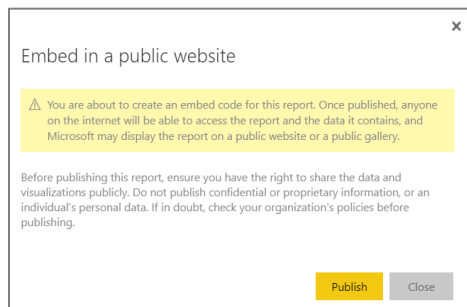 Embed in a public website
You are about to create an embed code for this report. Once published, anyone
on the internet will be able to access the report and the data it contains, and
Microsoft may display the report on a public website or a public gallery.
Before publishing this report, ensure you have the right to share the data and
visualizations publicly. Do not publish confidential or proprietary information, or an
individual's personal data. If in doubt, check your organization's policies before
publishing.
Publish
Close